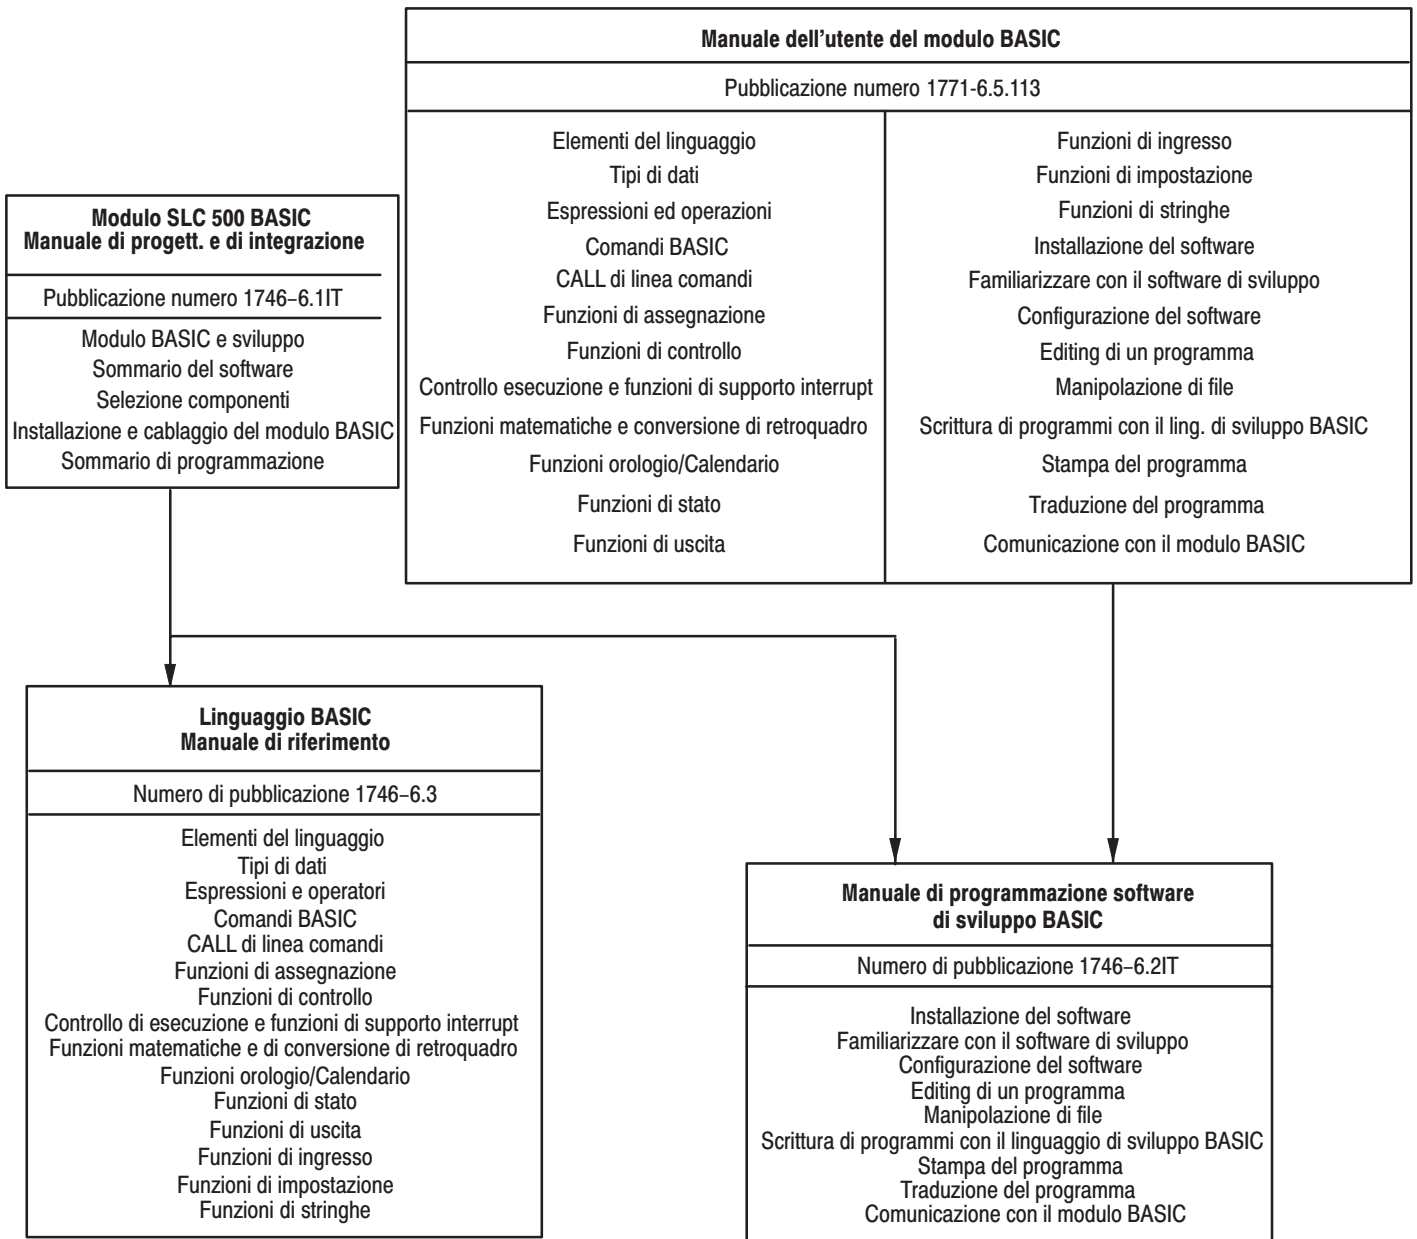 Manuale dell'utente del modulo BASIC
Pubblicazione numero 1771-6.5.113
Elementi del linguaggio
Tipi di dati
Espressioni ed operazioni
Comandi BASIC
CALL di linea comandi
Funzioni di assegnazione
Funzioni di controllo
Controllo esecuzione e funzioni di supporto interrupt
Funzioni matematiche e conversione di retroquadro
Funzioni orologio/Calendario
Funzioni di stato
Funzioni di uscita
Funzioni di ingresso
Funzioni di impostazione
Funzioni di stringhe
Installazione del software
Familiarizzare con il software di sviluppo
Configurazione del software
Editing di un programma
Manipolazione di file
Scrittura di programmi con il ling. di sviluppo BASIC
Stampa del programma
Traduzione del programma
Comunicazione con il modulo BASIC
Modulo SLC 500 BASIC
Manuale di progett. e di integrazione
Pubblicazione numero 1746–6.1IT
Modulo BASIC e sviluppo
Sommario del software
Selezione componenti
Installazione e cablaggio del modulo BASIC
Sommario di programmazione
Linguaggio BASIC
Manuale di riferimento
Numero di pubblicazione 1746–6.3
Elementi del linguaggio
Tipi di dati
Espressioni e operatori
Comandi BASIC
CALL di linea comandi
Funzioni di assegnazione
Funzioni di controllo
Controllo di esecuzione e funzioni di supporto interrupt
Funzioni matematiche e di conversione di retroquadro
Funzioni orologio/Calendario
Funzioni di stato
Funzioni di uscita
Funzioni di ingresso
Funzioni di impostazione
Funzioni di stringhe
Manuale di programmazione software
di sviluppo BASIC
Numero di pubblicazione 1746–6.2IT
Installazione del software
Familiarizzare con il software di sviluppo
Configurazione del software
Editing di un programma
Manipolazione di file
Scrittura di programmi con il linguaggio di sviluppo BASIC
Stampa del programma
Traduzione del programma
Comunicazione con il modulo BASIC